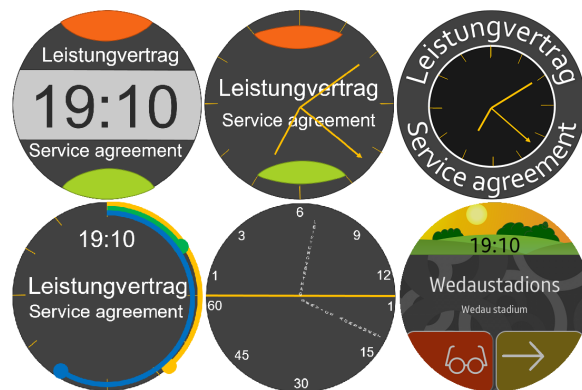 Leistungvertrag
19:10
Service agreement
Leistungvertrag
Service agreement
Leistungvertrag
Service agreement
19:10
Leistungvertrag
Service agreement
6
3
9
1
12
60
1
45
15
30
19:10
Wedaustadions
Wedau stadium